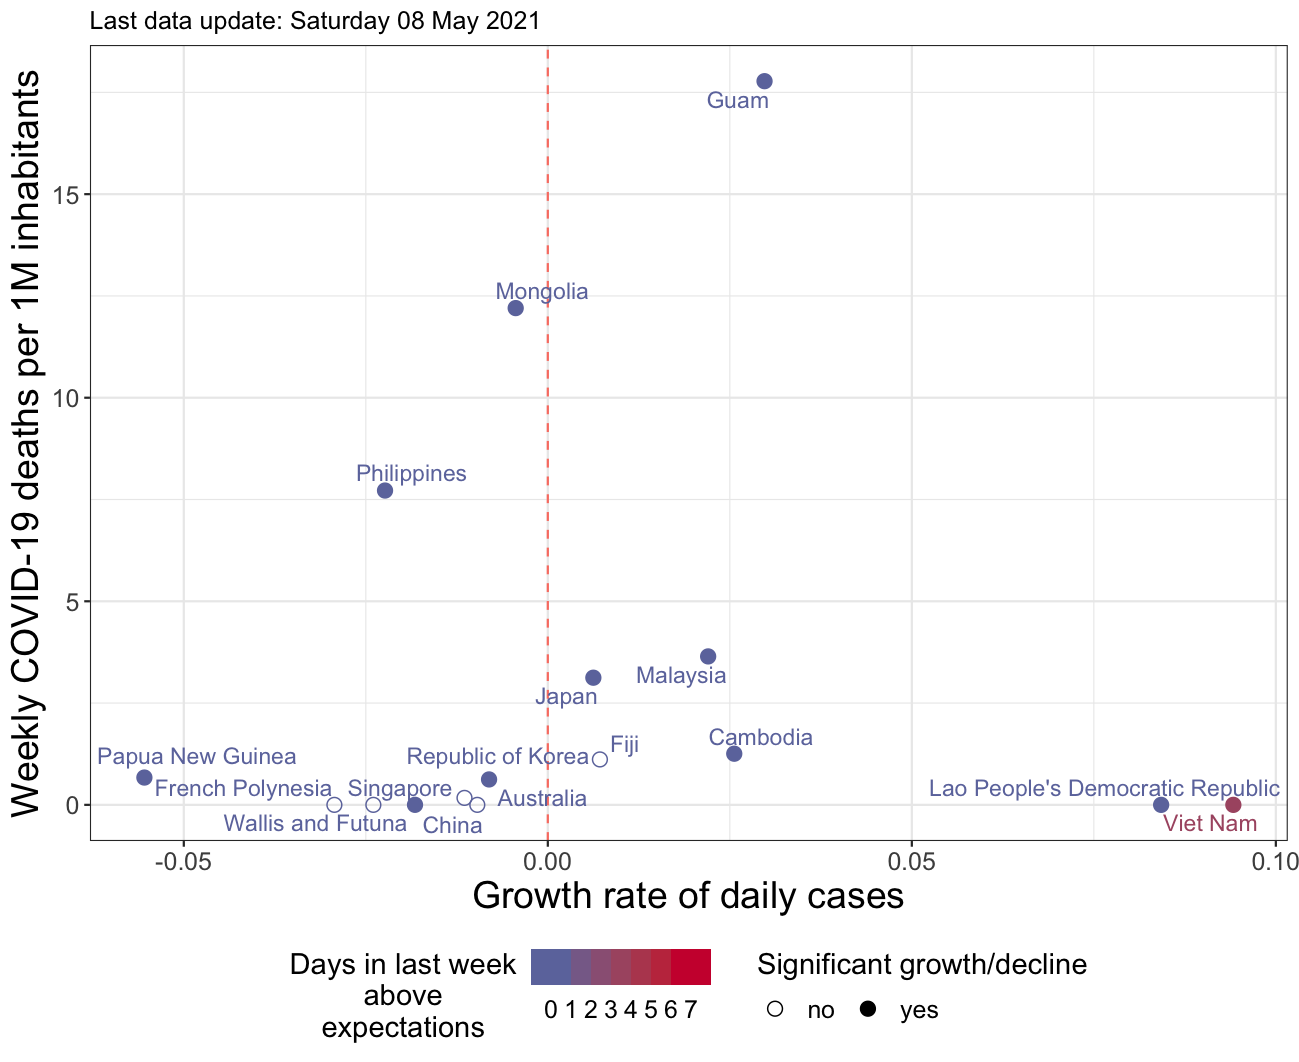 Last data update: Saturday 08 May 2021
Weekly COVID-19 deaths per 1M inhabitants
15
10
5
0
Guam
Mongolia
Philippines
Malaysia
Japan
Fiji
Cambodia
Papua New Guinea
Republic of Korea
French Polynesia
Singapore
Australia
Lao People's Democratic Republic
Wallis and Futuna
China
Viet Nam
-0.05
0.00
0.05
0.10
Growth rate of daily cases
Days in last week
above
expectations
0 1 2 3 4 5 6 7
Significant growth/decline
no
yes